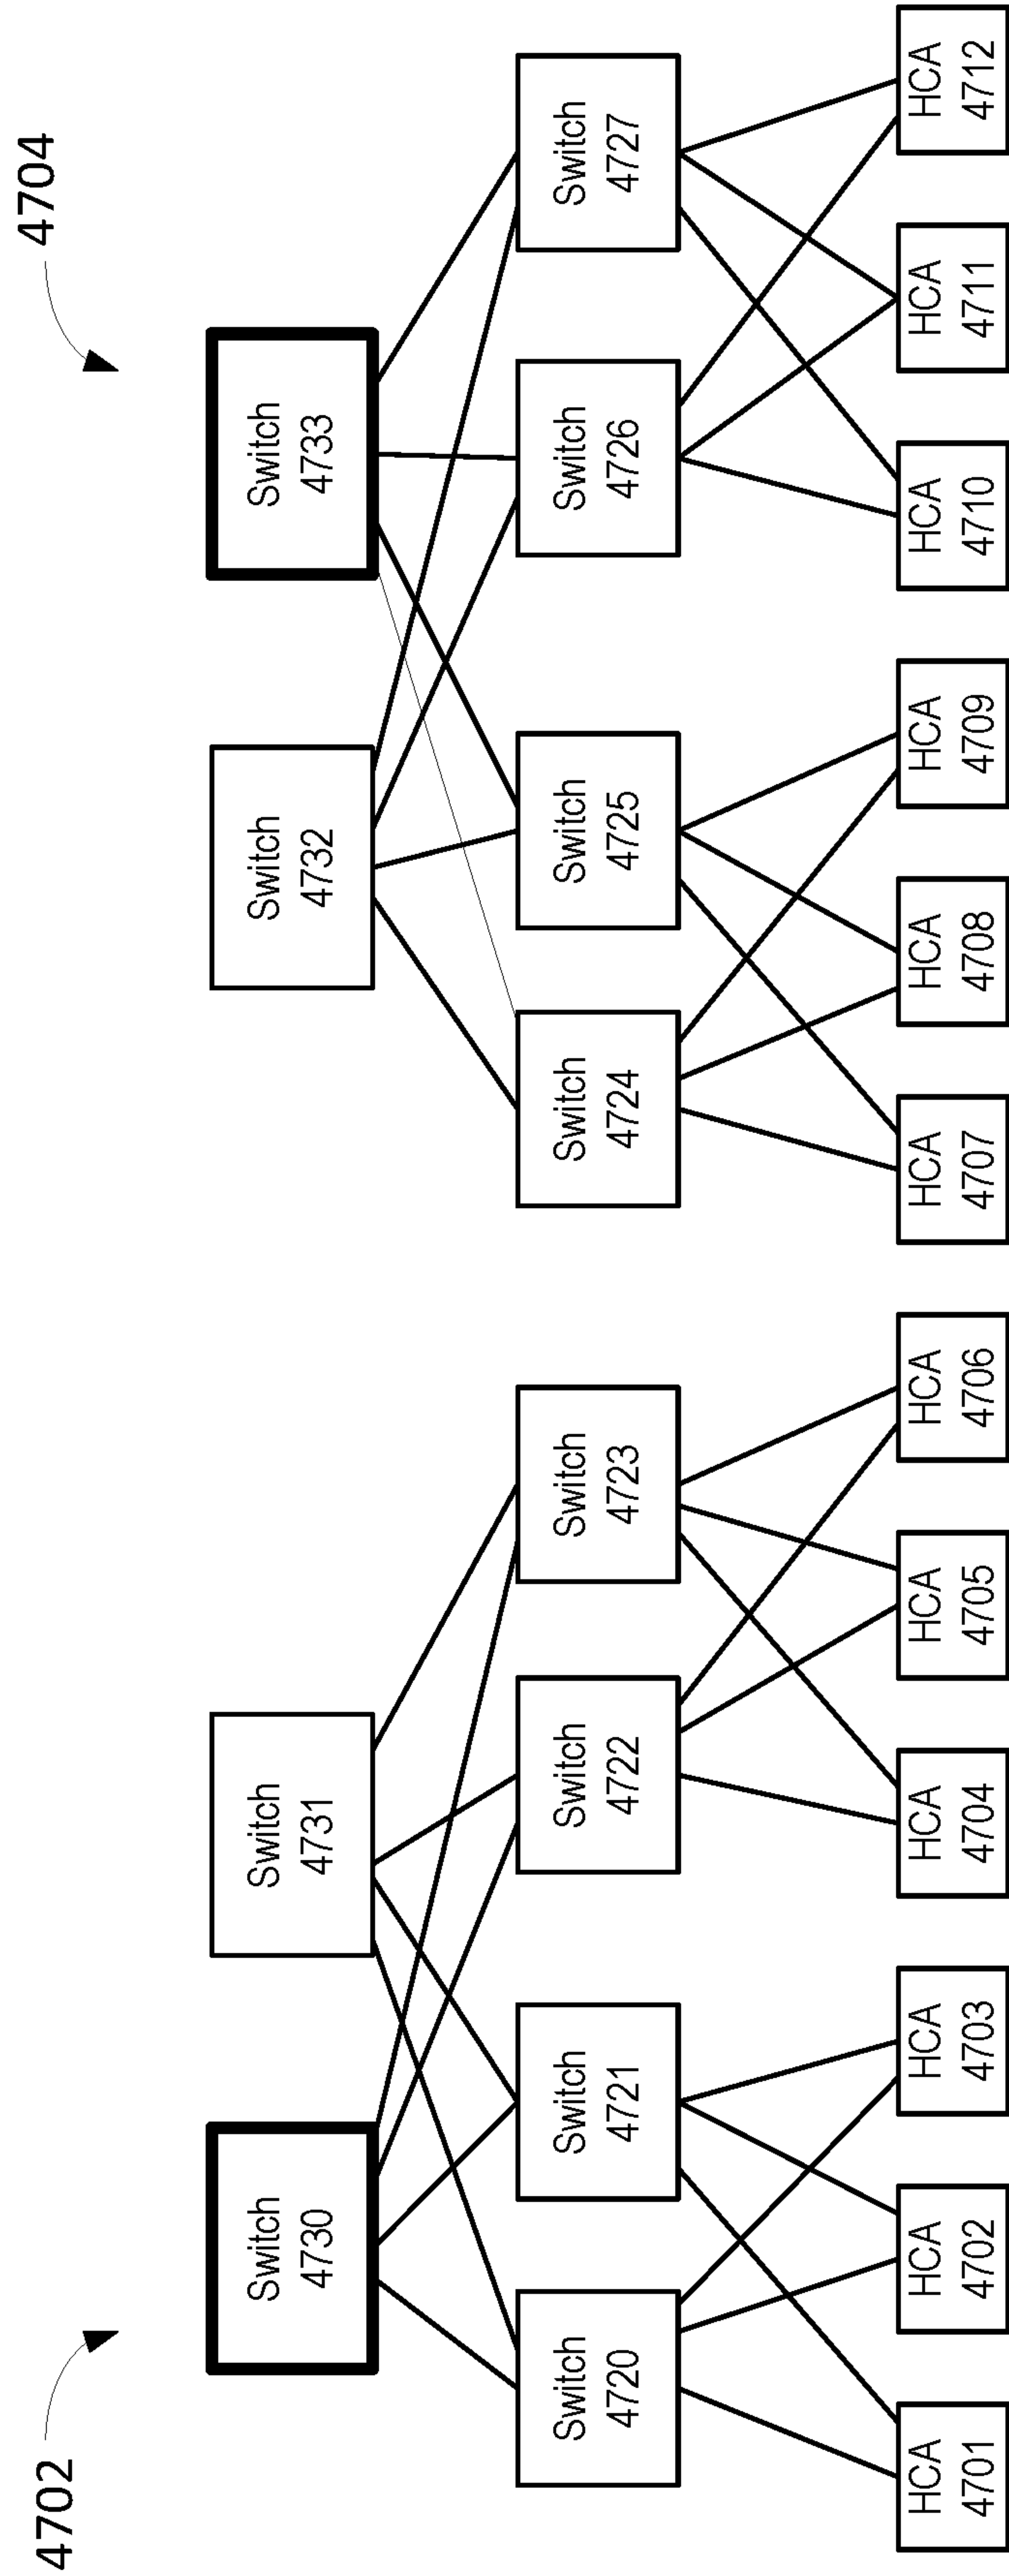 4702
4704
Switch
4730
Switch
4731
Switch
4732
Switch
4733
Switch
4720
Switch
4721
Switch
4722
Switch
4723
Switch
4724
Switch
4725
Switch
4726
Switch
4727
HCA
4701
HCA
4702
HCA
4703
HCA
4704
HCA
4705
HCA
4706
HCA
4707
HCA
4708
HCA
4709
HCA
4710
HCA
4711
HCA
4712